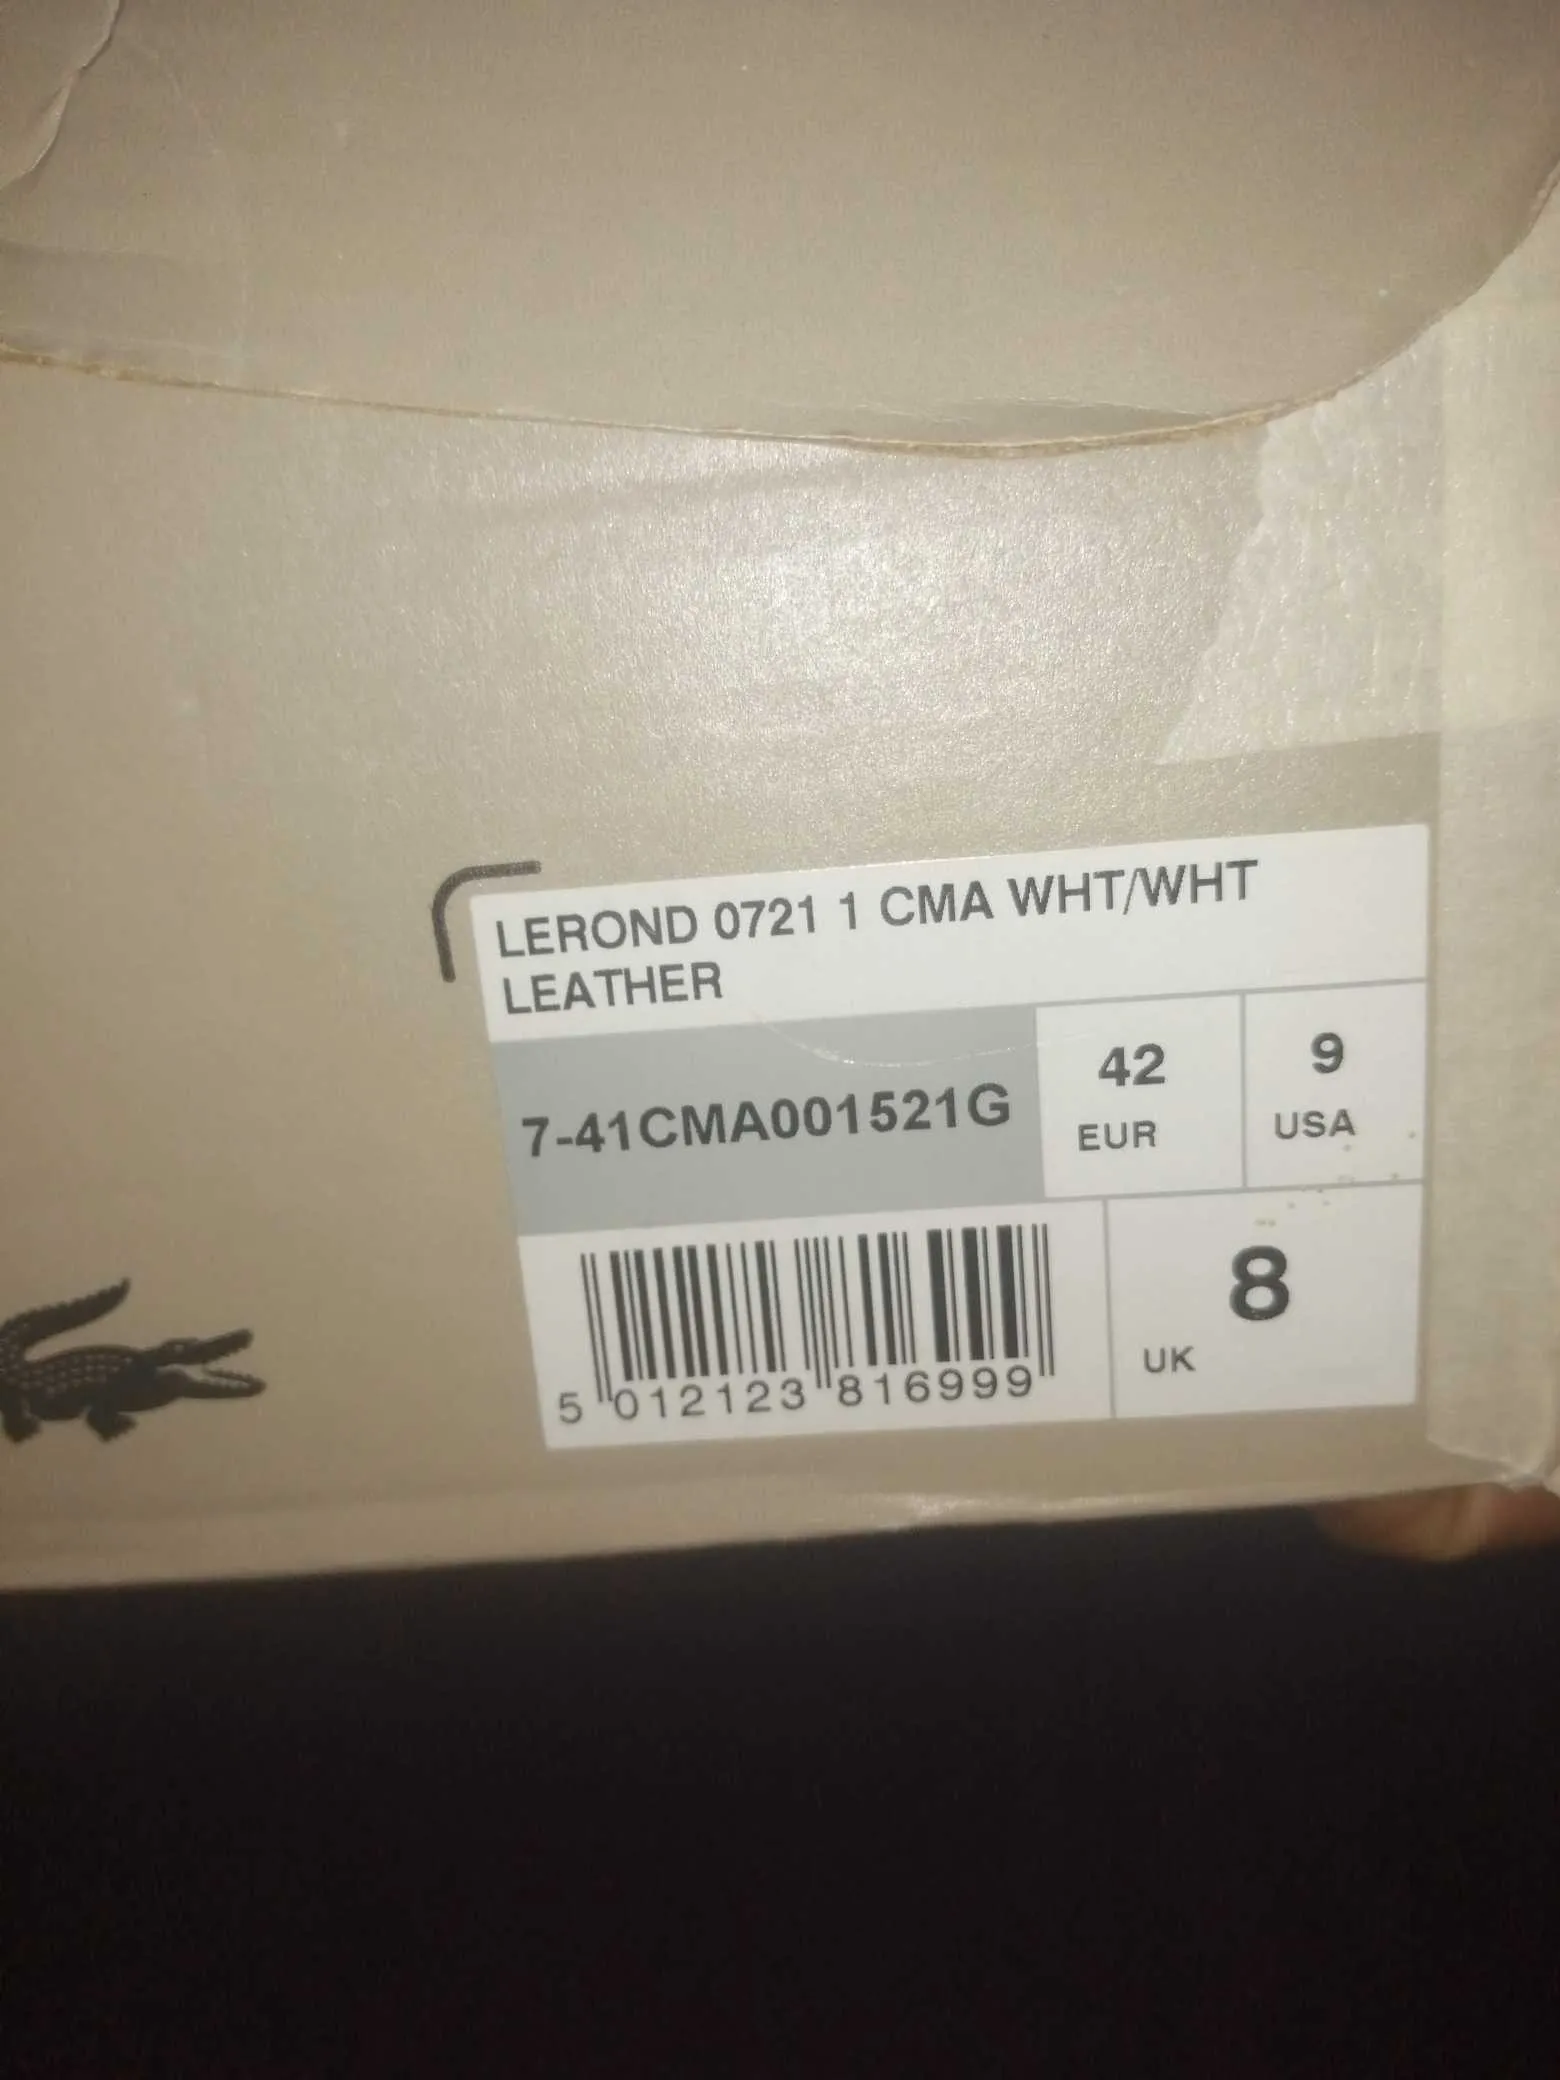 LEROND 0721 1 CMA WHT/WHT
LEATHER
7-41CMA001521G
42
EUR
9
USA
5 012123 816999
8
UK